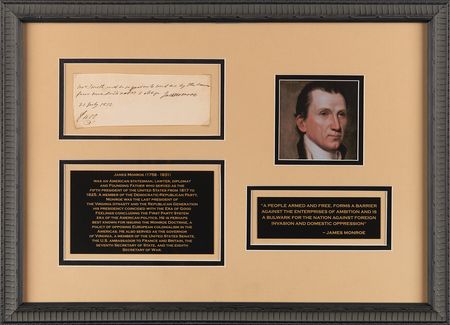 James Monroe
21 July 1812
JAMES MONROE (1758 - 1831)
WAS AN AMERICAN STATESMAN, LAWYER, DIPLOMAT
AND FOUNDING FATHER WHO SERVED AS THE
FIFTH PRESIDENT OF THE UNITED STATES FROM 1817 TO
1825. A MEMBER OF THE DEMOCRATIC-REPUBLICAN PARTY,
MONROE WAS THE LAST PRESIDENT OF
THE VIRGINIA DYNASTY AND THE REPUBLICAN GENERATION
HIS PRESIDENCY COINCIDED WITH THE ERA OF GOOD
FEELINGS CONCLUDING THE FIRST PARTY SYSTEM
ERA OF THE AMERICAN POLITICS. HE IS PERHAPS
BEST KNOWN FOR ISSUING THE MONROE DOCTRINE, A
POLICY OF OPPOSING EUROPEAN COLONIALISM IN THE
AMERICAS. HE ALSO SERVED AS THE GOVERNOR
OF VIRGINIA, A MEMBER OF THE UNITED STATES SENATE,
THE U.S. AMBASSADOR TO FRANCE AND BRITAIN, THE
SEVENTH SECRETARY OF STATE, AND THE EIGHTH
SECRETARY OF WAR.
"A PEOPLE ARMED AND FREE, FORMS A BARRIER
AGAINST THE ENTERPRISES OF AMBITION AND IS
A BULWARK FOR THE NATION AGAINST FOREIGN
INVASION AND DOMESTIC OPPRESSION"
~ JAMES MONROE